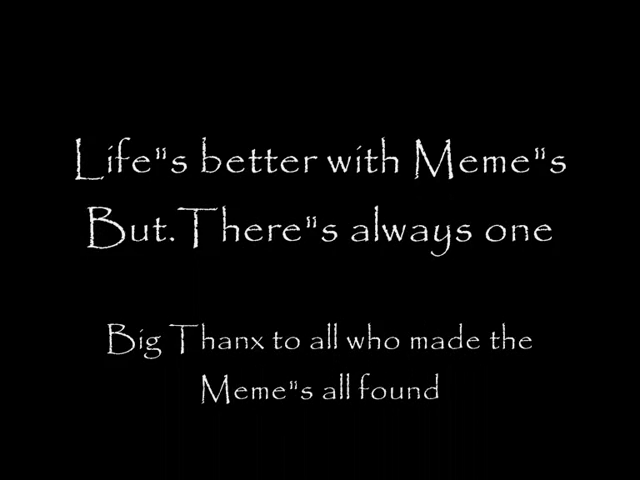 Life"s better with Meme"s
But.There"s always one
Big Thanx to all who made the
Meme"s all found